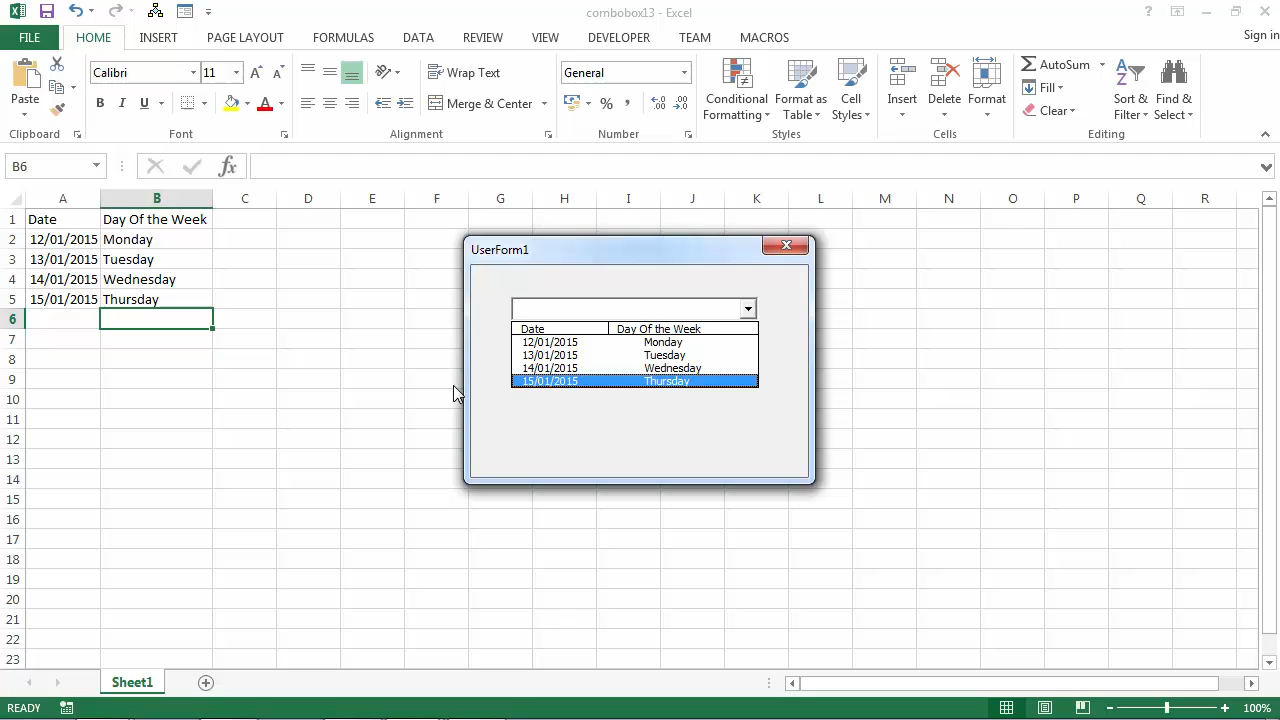 combobox13 - Excel
Sign in
FILE HOME INSERT PAGE LAYOUT FORMULAS DATA REVIEW VIEW DEVELOPER TEAM MACROS
Paste
Calibri 11
B I U
Wrap Text
Merge & Center
General
% ,
Conditional Formatting
Format as Table
Cell Styles
Insert Delete Format
AutoSum
Fill
Clear
Sort & Filter
Find & Select
Clipboard Font Alignment Number Styles Cells Editing
B6 fx
A B C D E F G H I J K L M N O P Q R
1 Date Day Of the Week
2 12/01/2015 Monday
3 13/01/2015 Tuesday
4 14/01/2015 Wednesday
5 15/01/2015 Thursday
6
7
8
9
10
11
12
13
14
15
16
17
18
19
20
21
22
23
UserForm1
Date Day Of the Week
12/01/2015 Monday
13/01/2015 Tuesday
14/01/2015 Wednesday
15/01/2015 Thursday
Sheet1
READY 100%